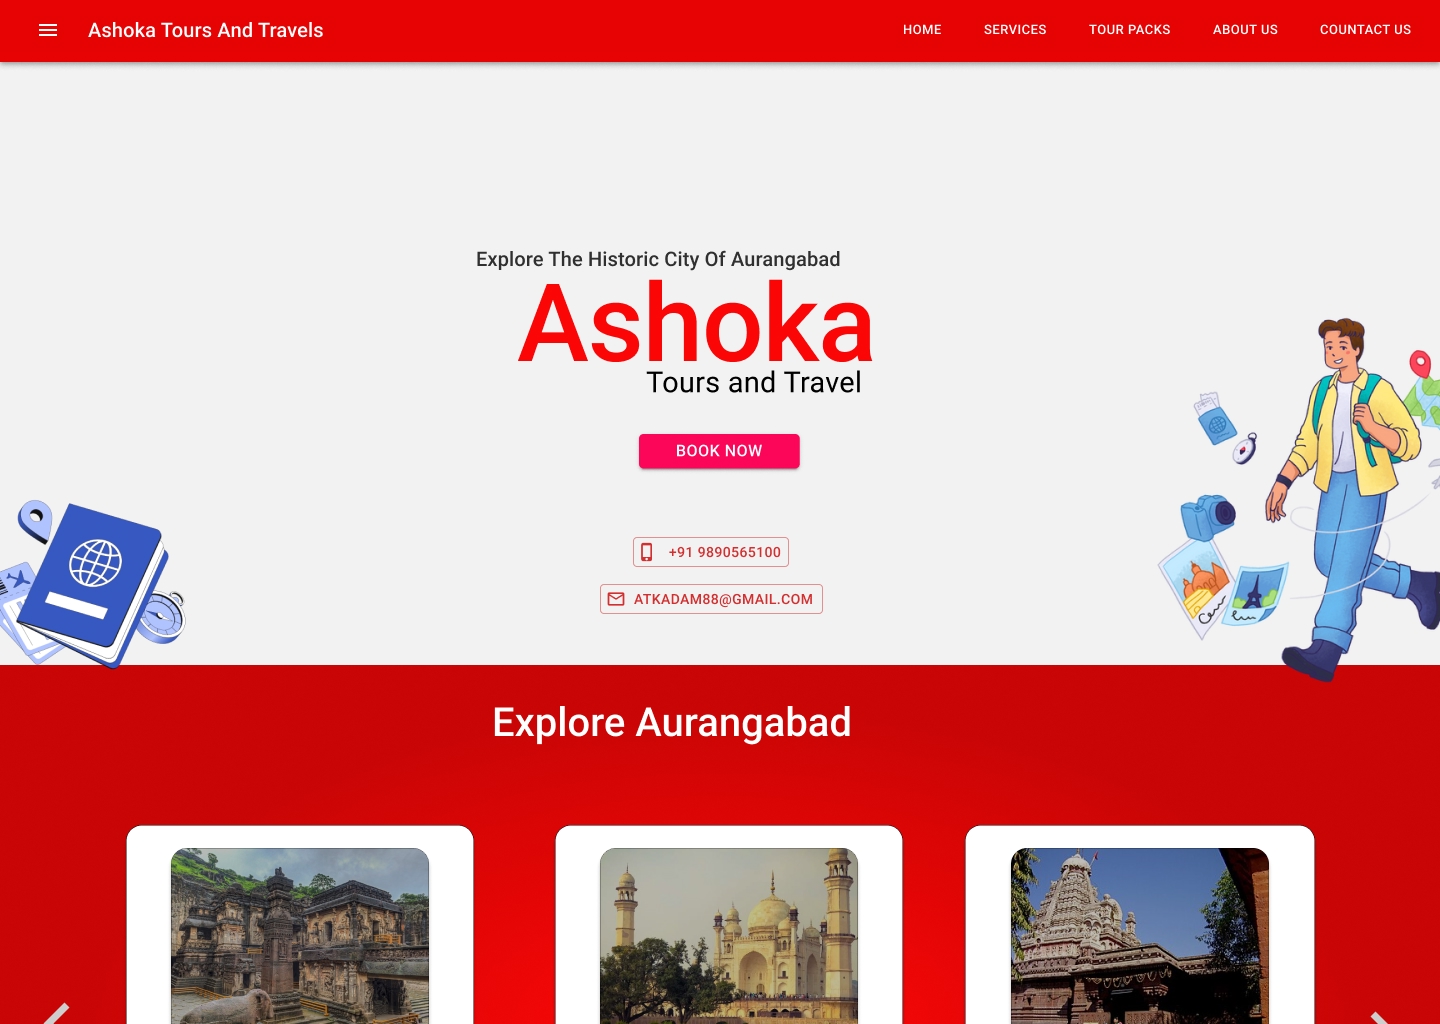 Ashoka Tours And Travels
HOME
SERVICES
TOUR PACKS
ABOUT US
COUNTACT US
Explore The Historic City Of Aurangabad
Ashoka
Tours and Travel
BOOK NOW
+91 9890565100
ATKADAM88@GMAIL.COM
Explore Aurangabad